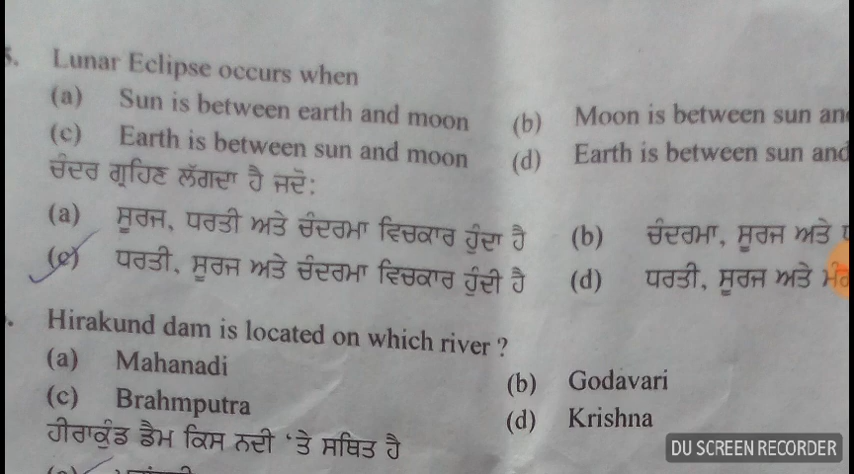 5. Lunar Eclipse occurs when
(a) Sun is between earth and moon (b) Moon is between sun
(c) Earth is between sun and moon (d) Earth is between sun and
ਚੰਦਰ ਗ੍ਰਹਿਣ ਲੱਗਦਾ ਹੈ ਜਦੋਂ:
(a) ਸੂਰਜ, ਧਰਤੀ ਅਤੇ ਚੰਦਰਮਾ ਵਿਚਕਾਰ ਹੁੰਦਾ ਹੈ (b) ਚੰਦਰਮਾ, ਸੂਰਜ ਅਤੇ
(c) ਧਰਤੀ, ਸੂਰਜ ਅਤੇ ਚੰਦਰਮਾ ਵਿਚਕਾਰ ਹੁੰਦੀ ਹੈ (d) ਧਰਤੀ, ਸੂਰਜ ਅਤੇ
Hirakund dam is located on which river ?
(a) Mahanadi (b) Godavari
(c) Brahmputra (d) Krishna
ਹੀਰਾਕੁੰਡ ਡੈਮ ਕਿਸ ਨਦੀ ‘ਤੇ ਸਥਿਤ ਹੈ
DU SCREEN RECORDER